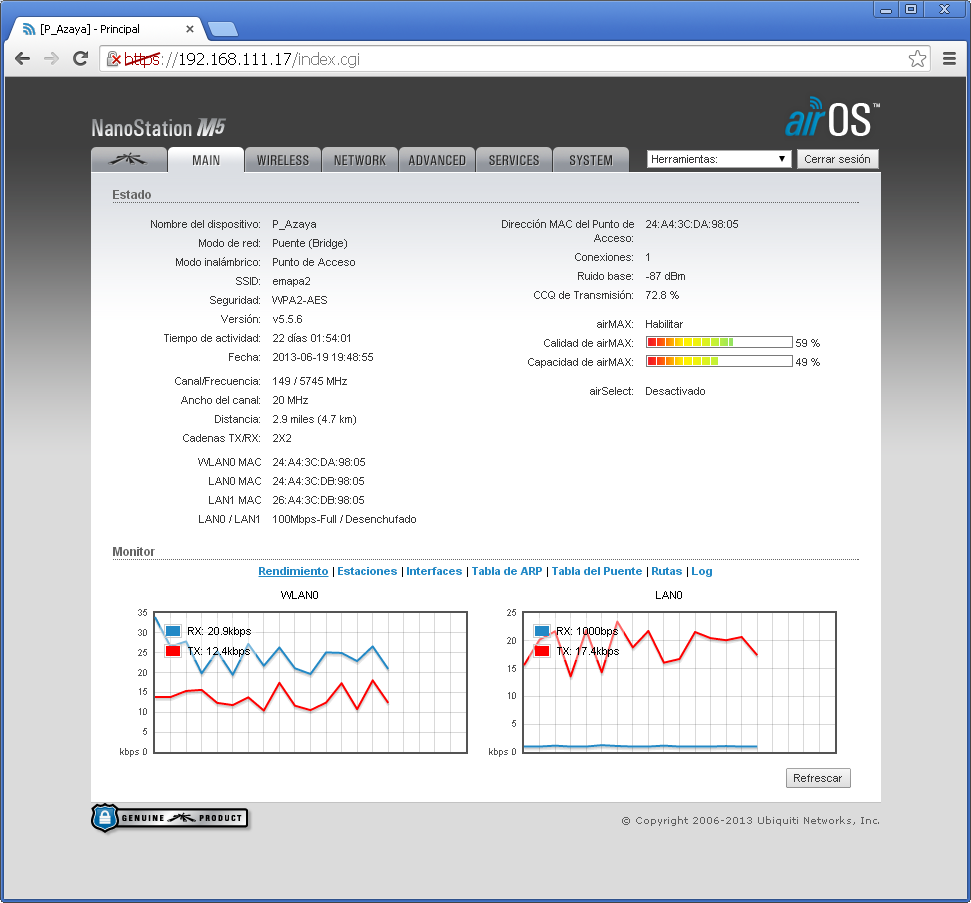 [P_Azaya] - Principal
https://192.168.111.17/index.cgi
NanoStation M5
airOS™
MAIN
WIRELESS
NETWORK
ADVANCED
SERVICES
SYSTEM
Herramientas:
Cerrar sesión
Estado
Nombre del dispositivo: P_Azaya
Modo de red: Puente (Bridge)
Modo inalámbrico: Punto de Acceso
SSID: emapa2
Seguridad: WPA2-AES
Versión: v5.5.6
Tiempo de actividad: 22 días 01:54:01
Fecha: 2013-06-19 19:48:55
Canal/Frecuencia: 149 / 5745 MHz
Ancho del canal: 20 MHz
Distancia: 2.9 miles (4.7 km)
Cadenas TX/RX: 2X2
WLAN0 MAC 24:A4:3C:DA:98:05
LAN0 MAC 24:A4:3C:DB:98:05
LAN1 MAC 26:A4:3C:DB:98:05
LAN0 / LAN1 100Mbps-Full / Desenchufado
Dirección MAC del Punto de
Acceso: 24:A4:3C:DA:98:05
Conexiones: 1
Ruido base: -87 dBm
CCQ de Transmisión: 72.8 %
airMAX: Habilitar
Calidad de airMAX: 59 %
Capacidad de airMAX: 49 %
airSelect: Desactivado
Monitor
Rendimiento | Estaciones | Interfaces | Tabla de ARP | Tabla del Puente | Rutas | Log
WLAN0
35
30
25
20
15
10
5
kbps 0
RX: 20.9kbps
TX: 12.4kbps
LAN0
25
20
15
10
5
kbps 0
RX: 1000bps
TX: 17.4kbps
Refrescar
GENUINE PRODUCT
© Copyright 2006-2013 Ubiquiti Networks, Inc.